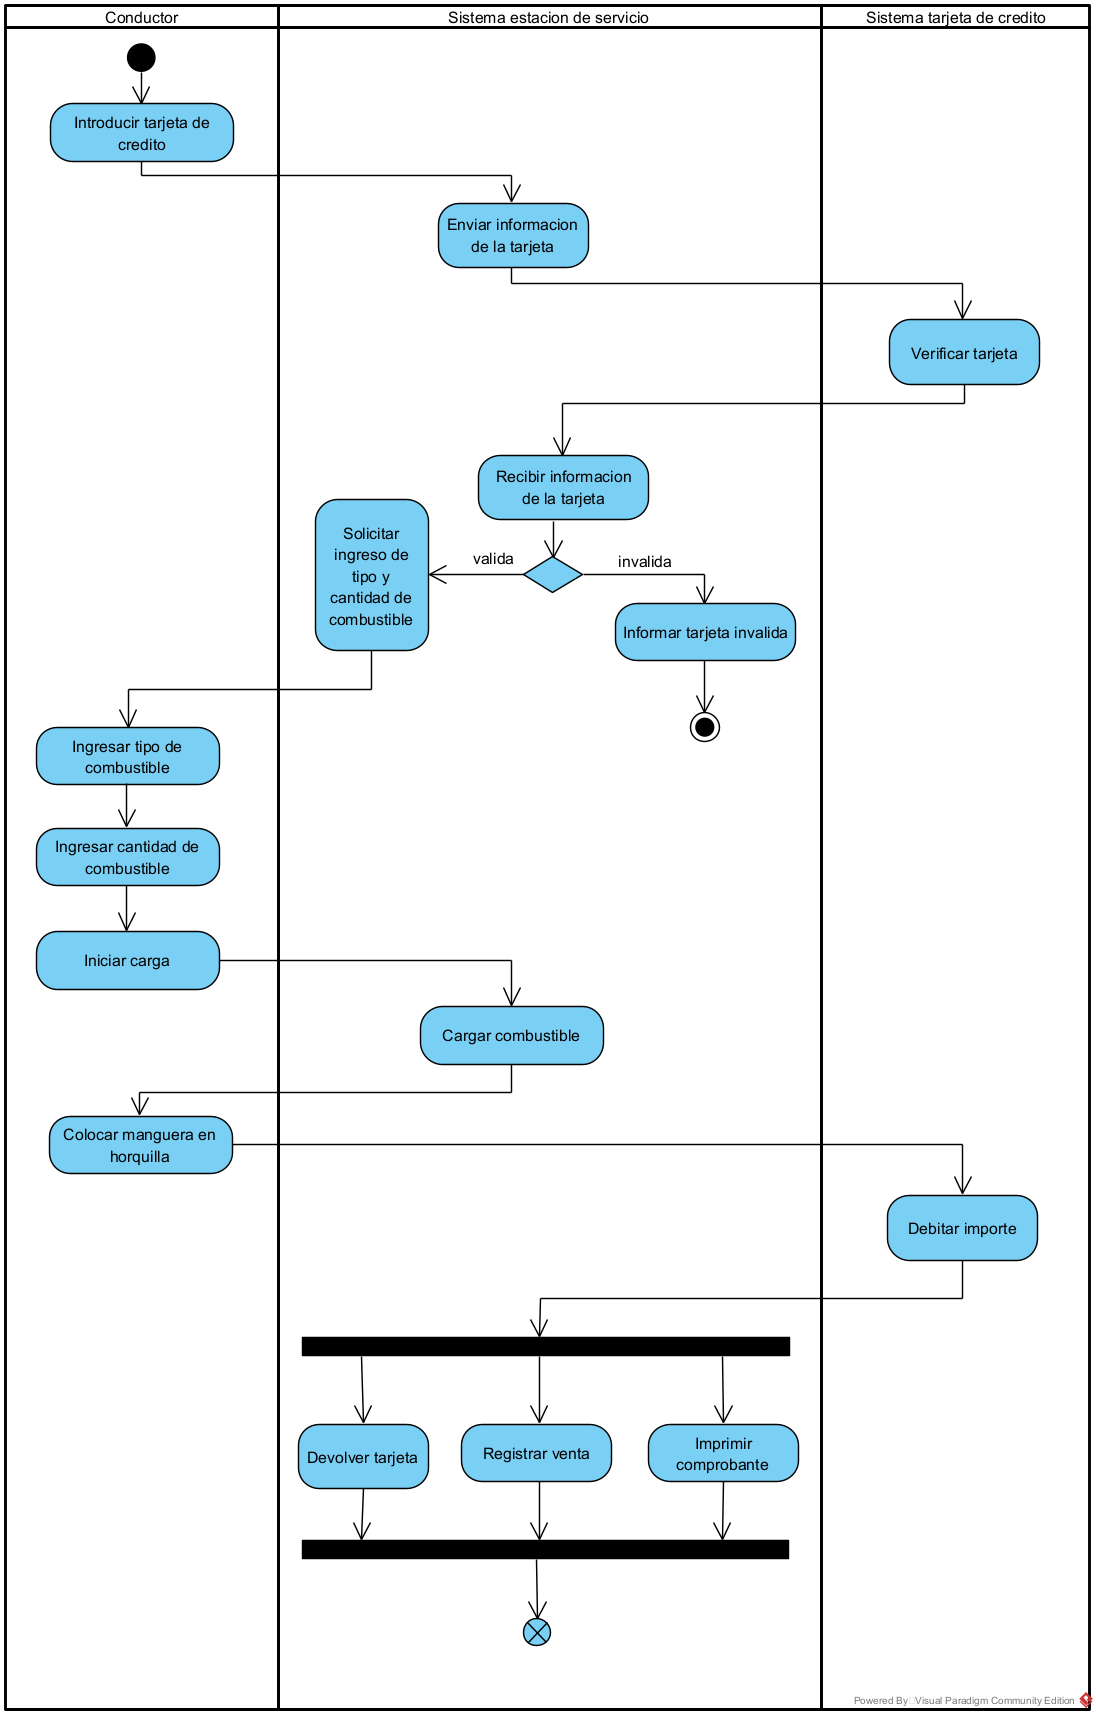 Conductor
Sistema estacion de servicio
Sistema tarjeta de credito
Introducir tarjeta de
credito
Enviar informacion
de la tarjeta
Verificar tarjeta
Recibir informacion
de la tarjeta
Solicitar
ingreso de
tipo y
cantidad de
combustible
valida
invalida
Informar tarjeta invalida
Ingresar tipo de
combustible
Ingresar cantidad de
combustible
Iniciar carga
Cargar combustible
Colocar manguera en
horquilla
Debitar importe
Devolver tarjeta
Registrar venta
Imprimir
comprobante
Powered By Visual Paradigm Community Edition